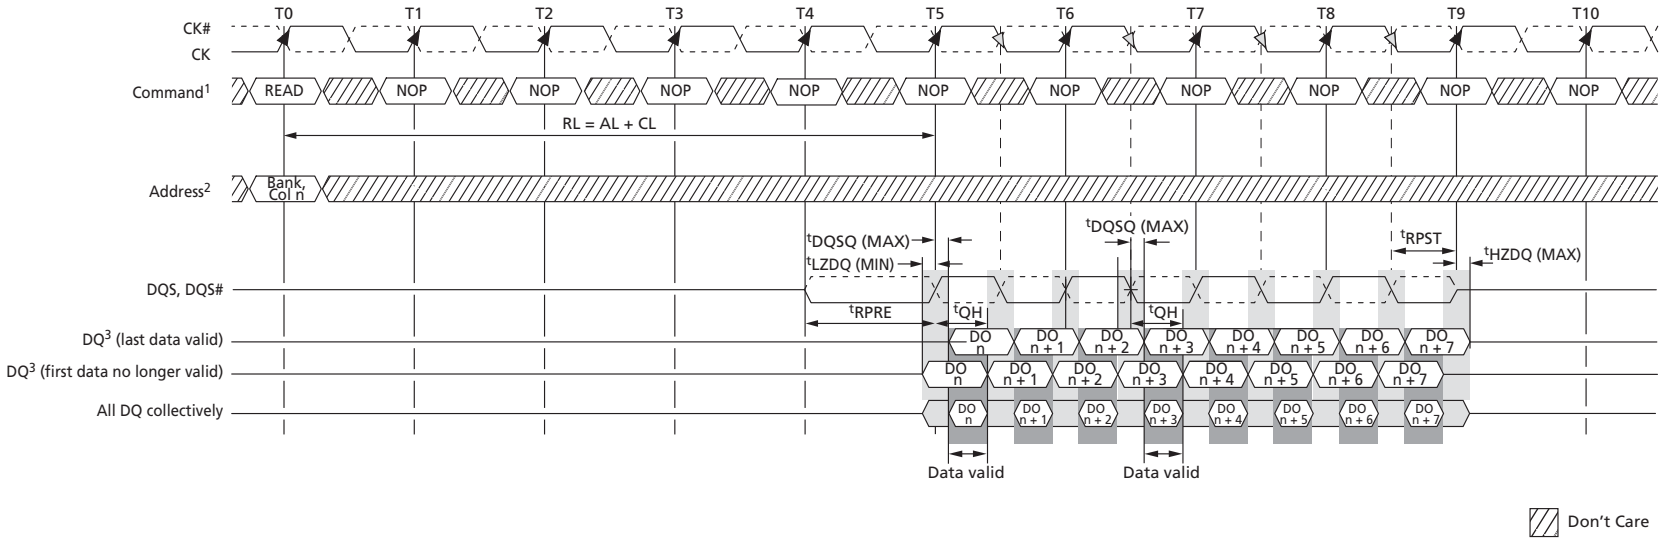 T0 T1 T2 T3 T4 T5 T6 T7 T8 T9 T10
CK#
CK
Command1 READ NOP NOP NOP NOP NOP NOP NOP NOP NOP NOP
RL = AL + CL
Address2 Bank,
Col n
tDQSQ (MAX) tDQSQ (MAX) tRPST
tLZDQ (MIN) tHZDQ (MAX)
DQS, DQS#
tRPRE tQH tQH
DQ3 (last data valid) DO n DO n + 1 DO n + 2 DO n + 3 DO n + 4 DO n + 5 DO n + 6 DO n + 7
DQ3 (first data no longer valid) DO n DO n + 1 DO n + 2 DO n + 3 DO n + 4 DO n + 5 DO n + 6 DO n + 7
All DQ collectively DO n DO n + 1 DO n + 2 DO n + 3 DO n + 4 DO n + 5 DO n + 6 DO n + 7
Data valid Data valid
Don't Care